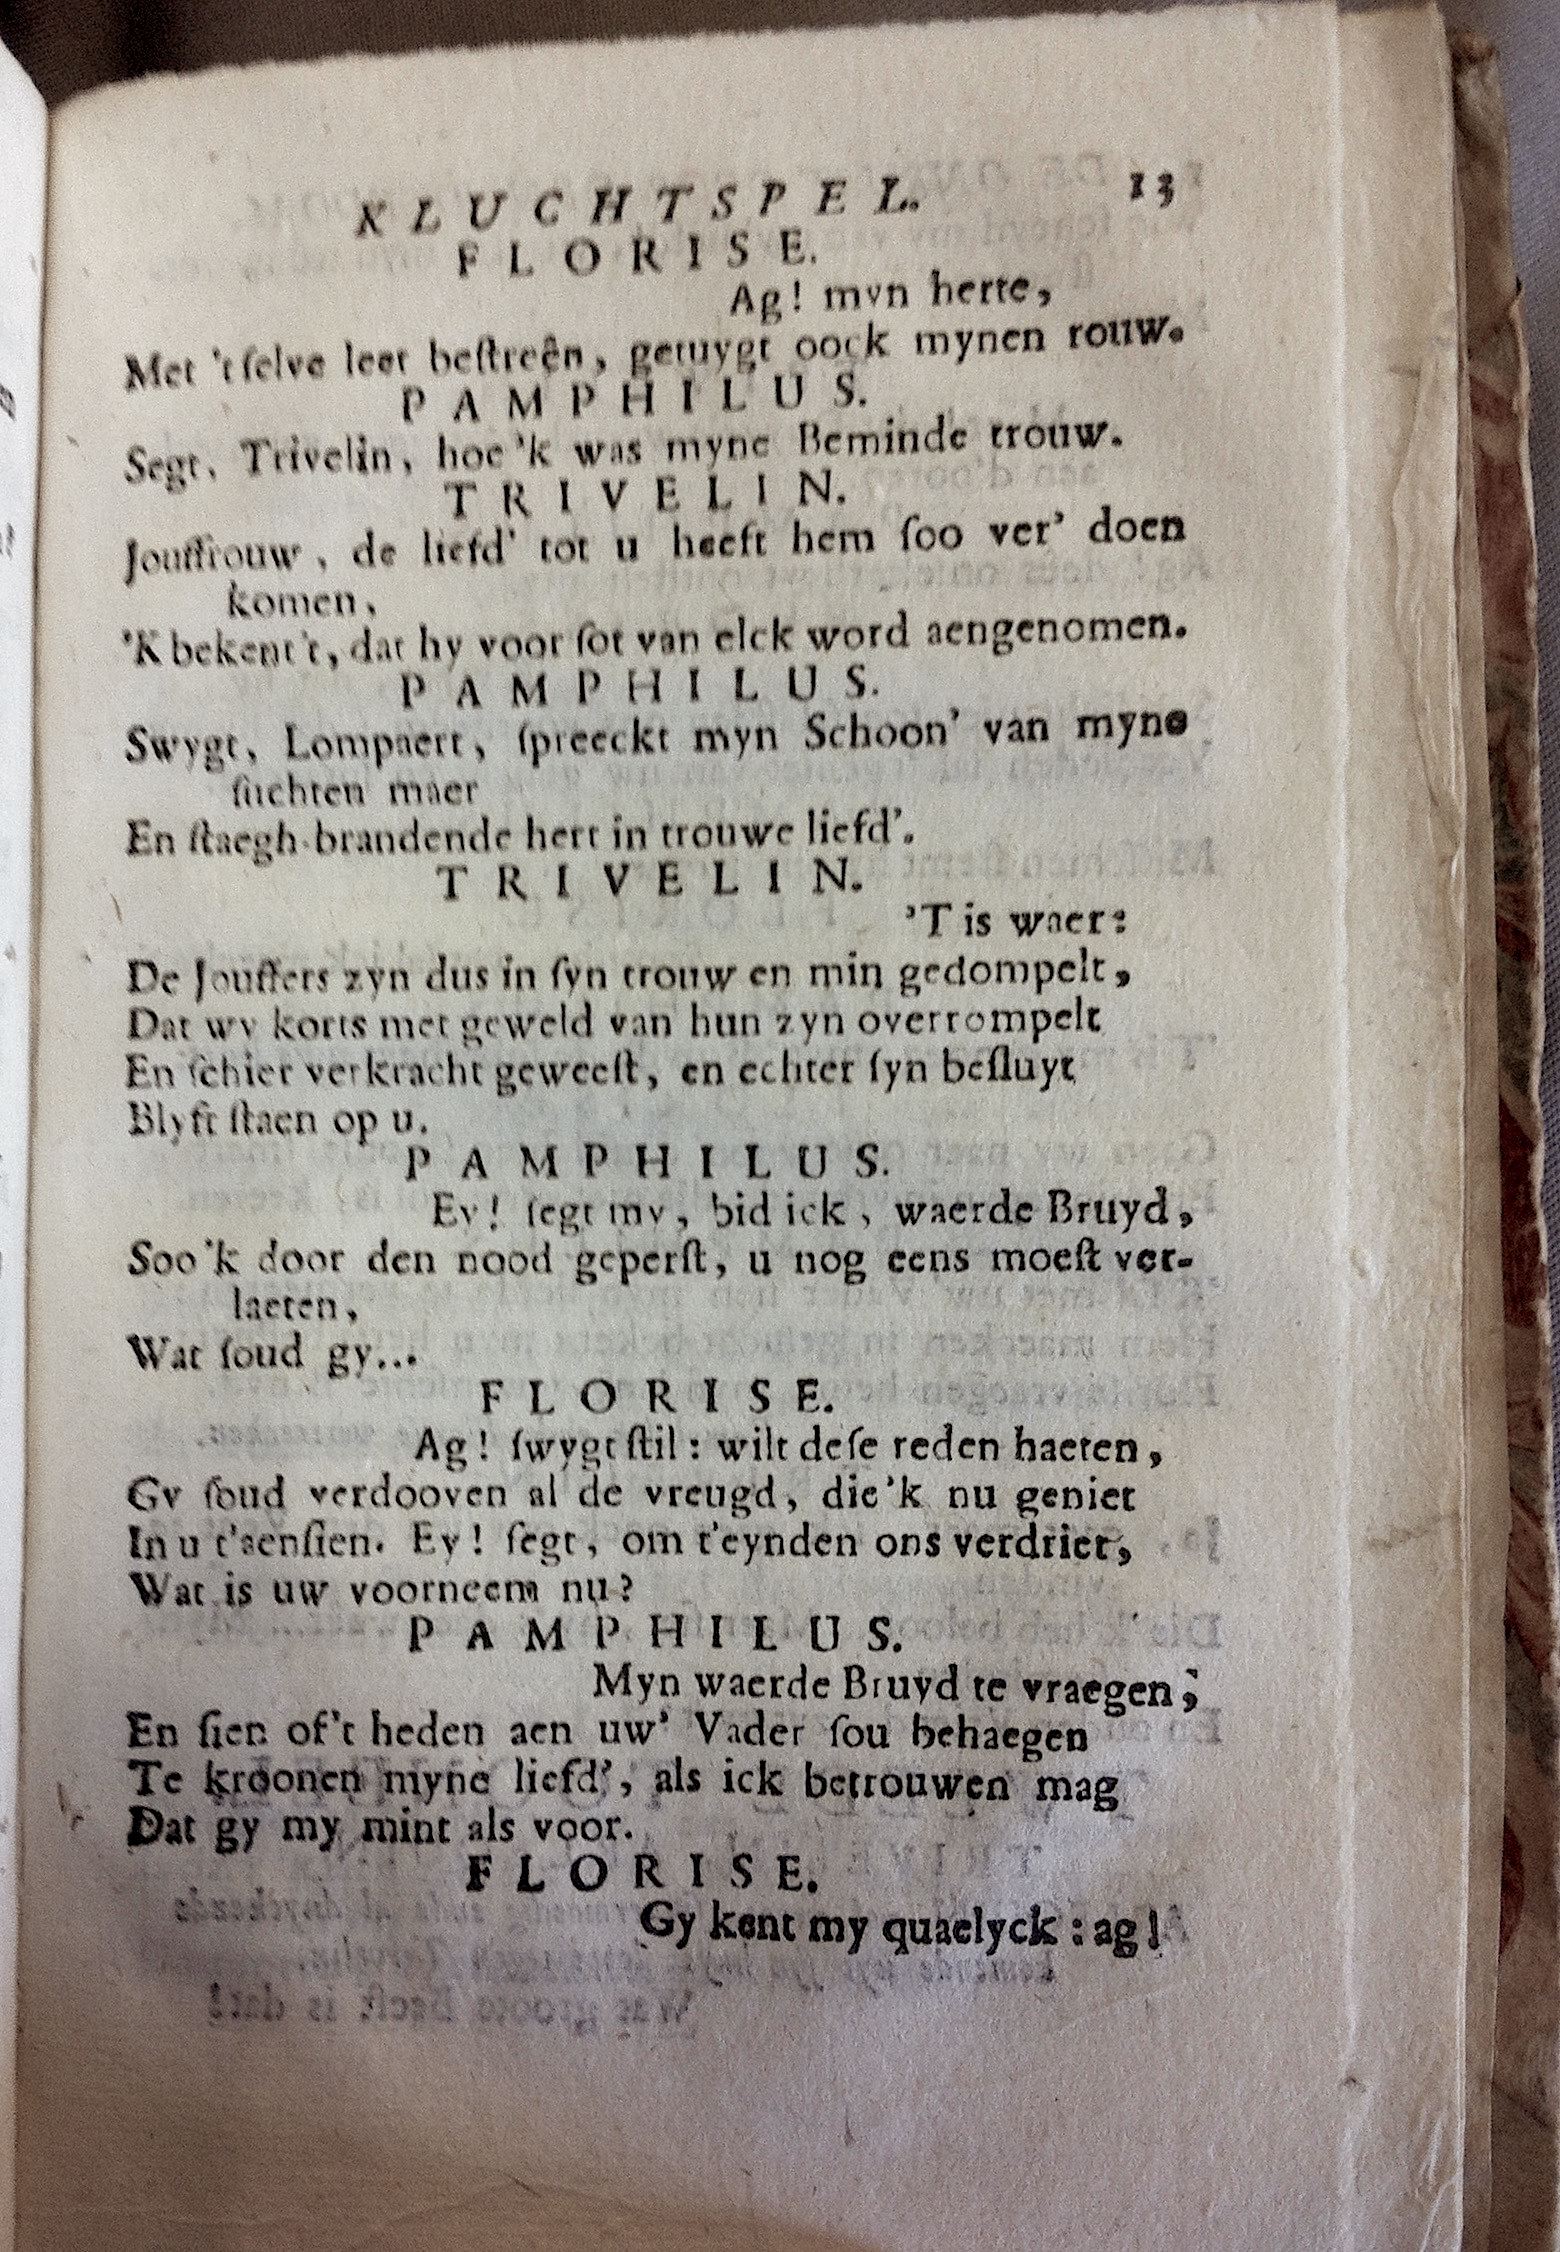 KLUCHTSPEL. 13
FLORISE.
Ag! myn herte,
Met 't ſelve leet beſtreên, getuygt oock mynen rouw.
PAMPHILUS.
Segt, Trivelin, hoe 'k was myne Beminde trouw.
TRIVELIN.
Jouffrouw, de liefd' tot u heeft hem ſoo ver' doen
komen,
'K bekent 't, dat hy voor ſot van elck word aengenomen.
PAMPHILUS.
Swygt, Lompaert, ſpreeckt myn Schoon' van myne
ſuchten maer
En ſtaegh-brandende hert in trouwe liefd'.
TRIVELIN.
'T is waer:
De Jouffers zyn dus in ſyn trouw en min gedompelt,
Dat wy korts met geweld van hun zyn overrompelt
En ſchier verkracht geweeſt, en echter ſyn beſluyt
Blyft ſtaen op u.
PAMPHILUS.
Ey! ſegt my, bid ick, waerde Bruyd,
Soo 'k door den nood geperſt, u nog eens moeſt ver-
laeten,
Wat ſoud gy...
FLORISE.
Ag! ſwygt ſtil: wilt deſe reden haeten,
Gy ſoud verdooven al de vreugd, die 'k nu geniet
In u t'aenſien. Ey! ſegt, om t'eynden ons verdriet,
Wat is uw voorneem nu?
PAMPHILUS.
Myn waerde Bruyd te vraegen;
En ſien of 't heden aen uw' Vader ſou behaegen
Te kroonen myne liefd', als ick betrouwen mag
Dat gy my mint als voor.
FLORISE.
Gy kent my quaelyck: ag!